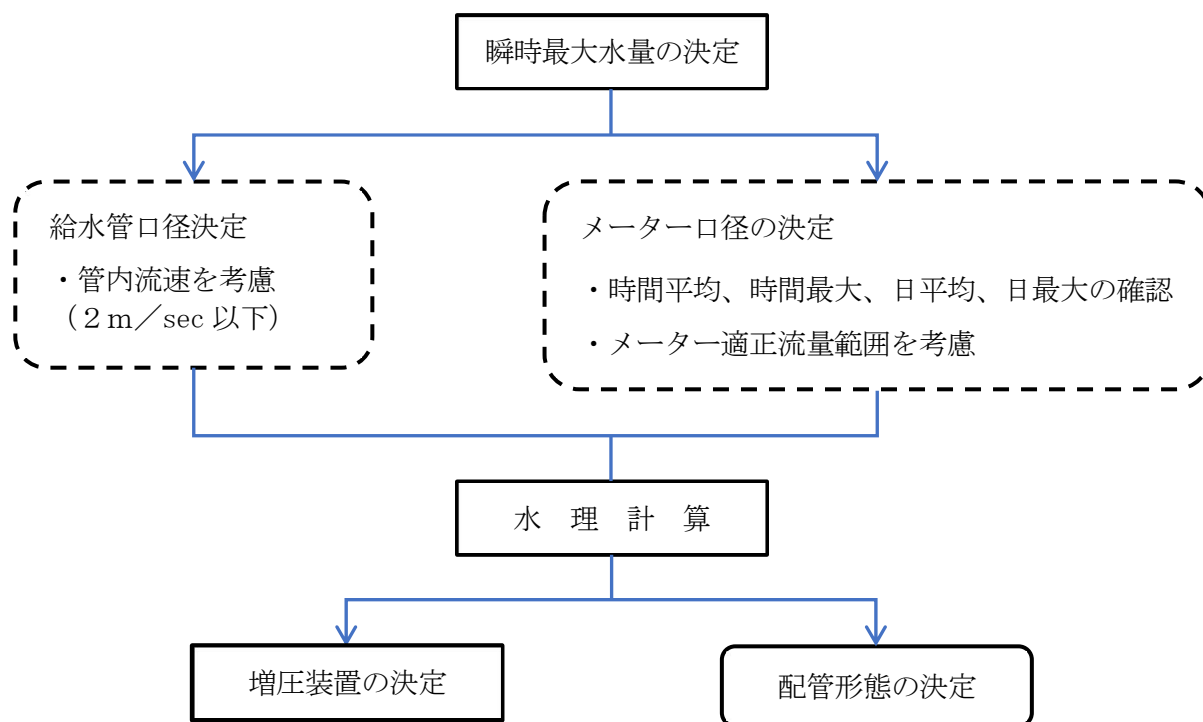 瞬時最大水量の決定
給水管口径決定
・管内流速を考慮
(２ｍ／sec 以下)
メーター口径の決定
・時間平均、時間最大、日平均、日最大の確認
・メーター適正流量範囲を考慮
水　理　計　算
増圧装置の決定
配管形態の決定